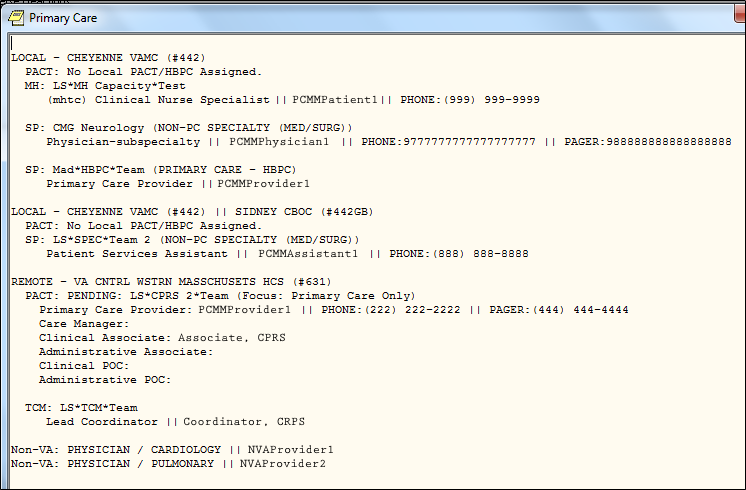 Primary Care
LOCAL - CHEYENNE VAMC (#442)
PACT: No Local PACT/HBPC Assigned.
MH: LS*MH Capacity*Test
(mhtc) Clinical Nurse Specialist || PCMMPatient1|| PHONE:(999) 999-9999
SP: CMG Neurology (NON-PC SPECIALTY (MED/SURG))
Physician-subspecialty || PCMMPhysician1 || PHONE:9777777777777777777 || PAGER:988888888888888888
SP: Mad*HBPC*Team (PRIMARY CARE - HBPC)
Primary Care Provider || PCMMProvider1
LOCAL - CHEYENNE VAMC (#442) || SIDNEY CBOC (#442GB)
PACT: No Local PACT/HBPC Assigned.
SP: LS*SPEC*Team 2 (NON-PC SPECIALTY (MED/SURG))
Patient Services Assistant || PCMMAssistant1 || PHONE:(888) 888-8888
REMOTE - VA CNTRL WSTRN MASSCHUSETS HCS (#631)
PACT: PENDING: LS*CPRS 2*Team (Focus: Primary Care Only)
Primary Care Provider: PCMMProvider1 || PHONE:(222) 222-2222 || PAGER:(444) 444-4444
Care Manager:
Clinical Associate: Associate, CPRS
Administrative Associate:
Clinical POC:
Administrative POC:
TCM: LS*TCM*Team
Lead Coordinator || Coordinator, CRPS
Non-VA: PHYSICIAN / CARDIOLOGY || NVAProvider1
Non-VA: PHYSICIAN / PULMONARY || NVAProvider2